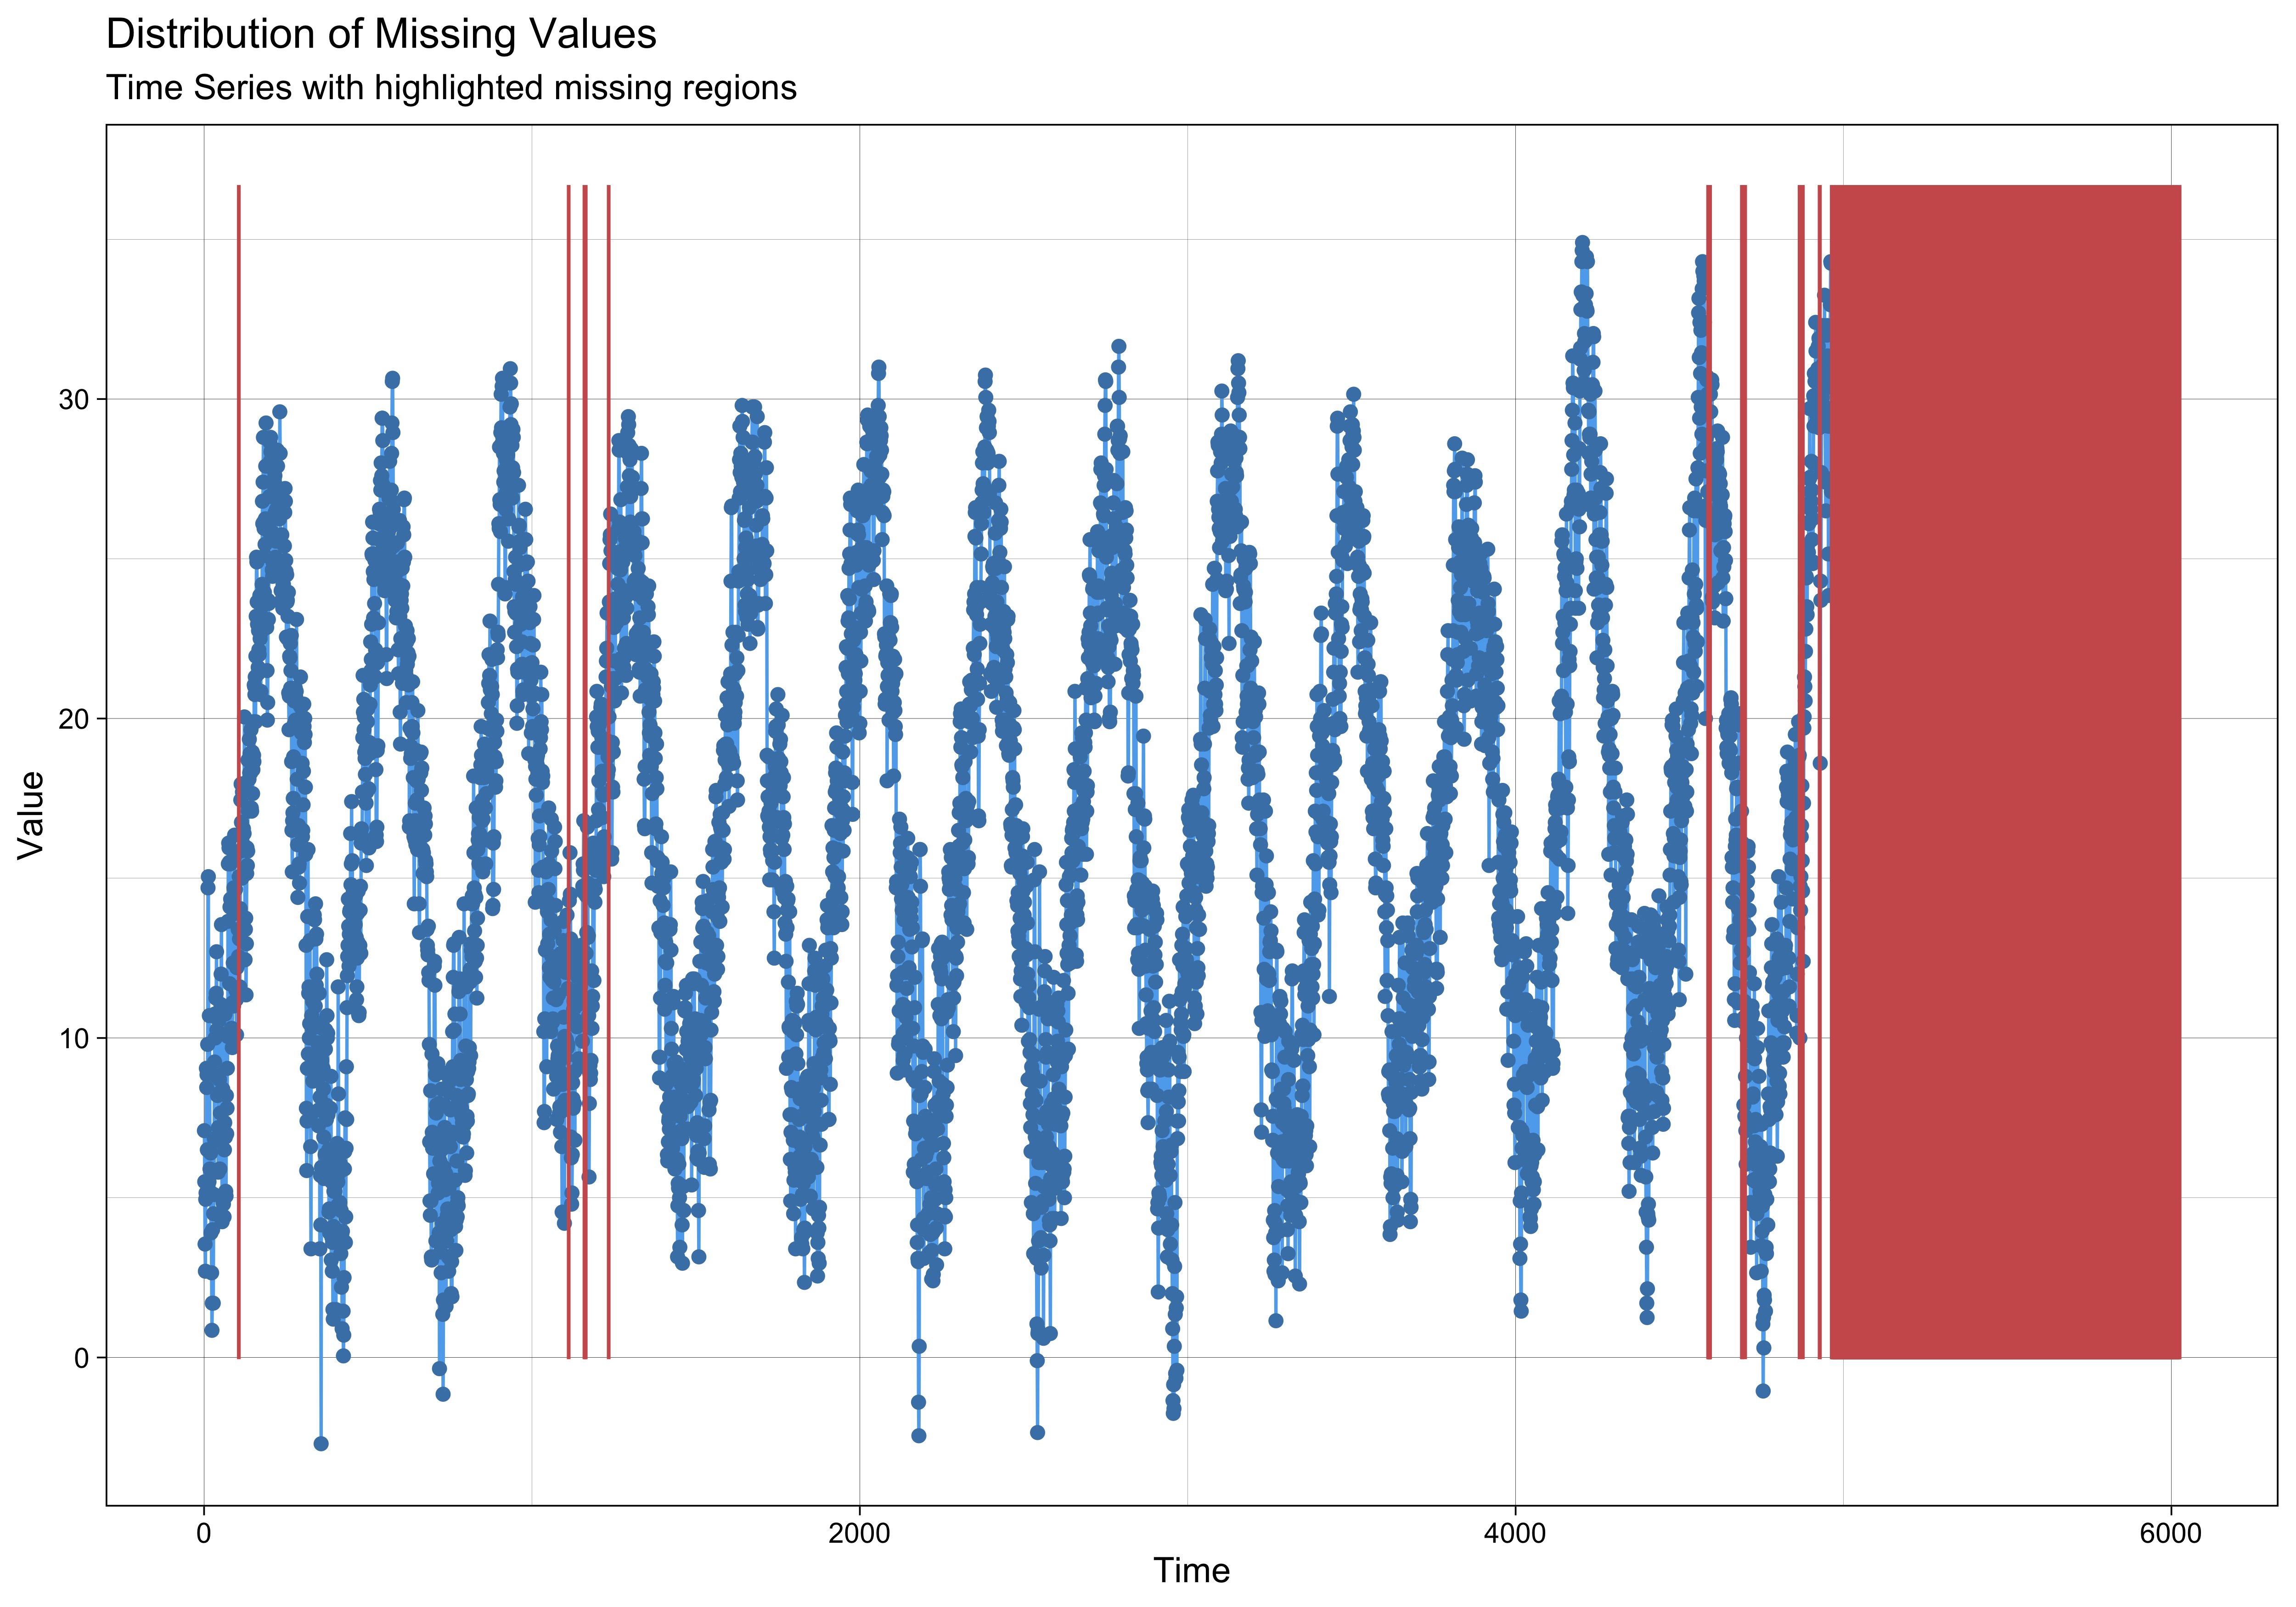 Distribution of Missing Values
Time Series with highlighted missing regions
30
20
10
0
Value
0 2000 4000 6000
Time